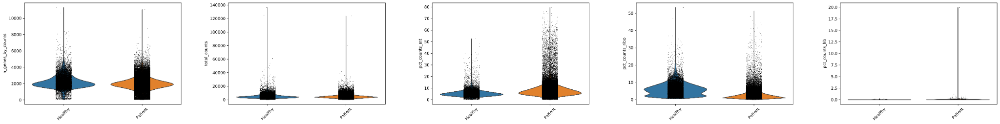 n_genes_by_counts
10000
8000
6000
4000
2000
0
Healthy
Patient
total_counts
140000
120000
100000
80000
60000
40000
20000
0
Healthy
Patient
pct_counts_mt
80
70
60
50
40
30
20
10
0
Healthy
Patient
pct_counts_ribo
50
40
30
20
10
0
Healthy
Patient
pct_counts_hb
20.0
17.5
15.0
12.5
10.0
7.5
5.0
2.5
0.0
Healthy
Patient